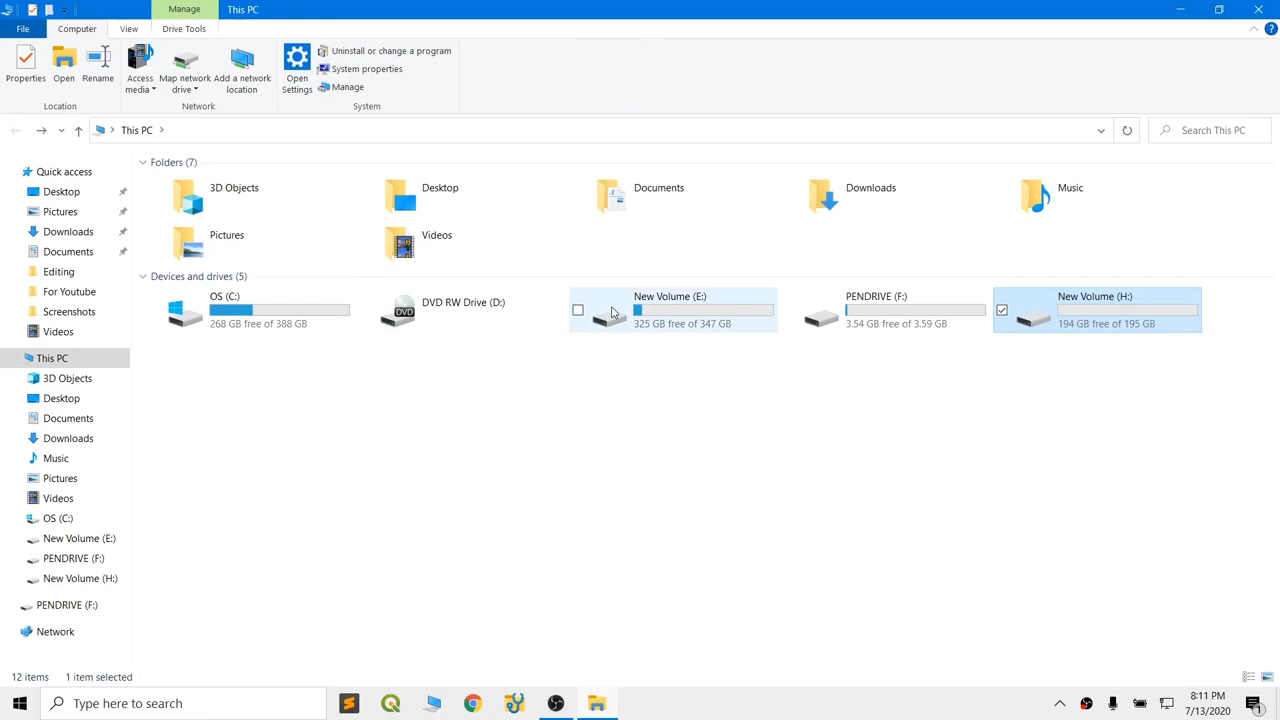 Manage
This PC
File
Computer
View
Drive Tools
Properties
Open
Rename
Access media
Map network drive
Add a network location
Open Settings
Uninstall or change a program
System properties
Manage
Location
Network
System
This PC
Search This PC
Quick access
Desktop
Pictures
Downloads
Documents
Editing
For Youtube
Screenshots
Videos
This PC
3D Objects
Desktop
Documents
Downloads
Music
Pictures
Videos
OS (C:)
New Volume (E:)
PENDRIVE (F:)
New Volume (H:)
PENDRIVE (F:)
Network
Folders (7)
3D Objects
Desktop
Documents
Downloads
Music
Pictures
Videos
Devices and drives (5)
OS (C:)
268 GB free of 388 GB
DVD RW Drive (D:)
DVD
New Volume (E:)
325 GB free of 347 GB
PENDRIVE (F:)
3.54 GB free of 3.59 GB
New Volume (H:)
194 GB free of 195 GB
12 items
1 item selected
Type here to search
8:11 PM
7/13/2020
1